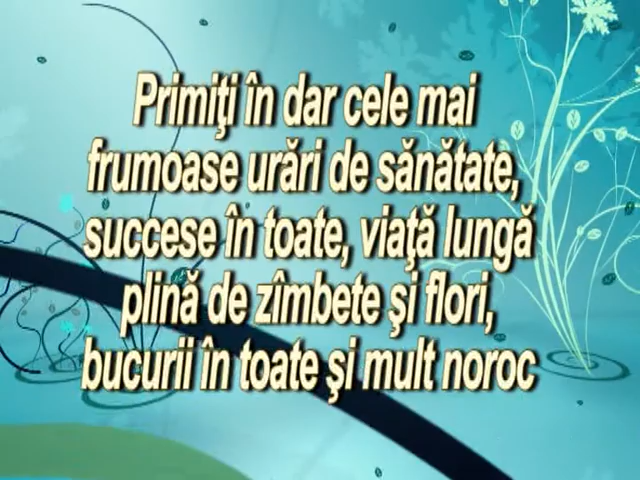 Primiţi în dar cele mai
frumoase urări de sănătate,
succese în toate, viaţă lungă
plină de zîmbete şi flori,
bucurii în toate şi mult noroc